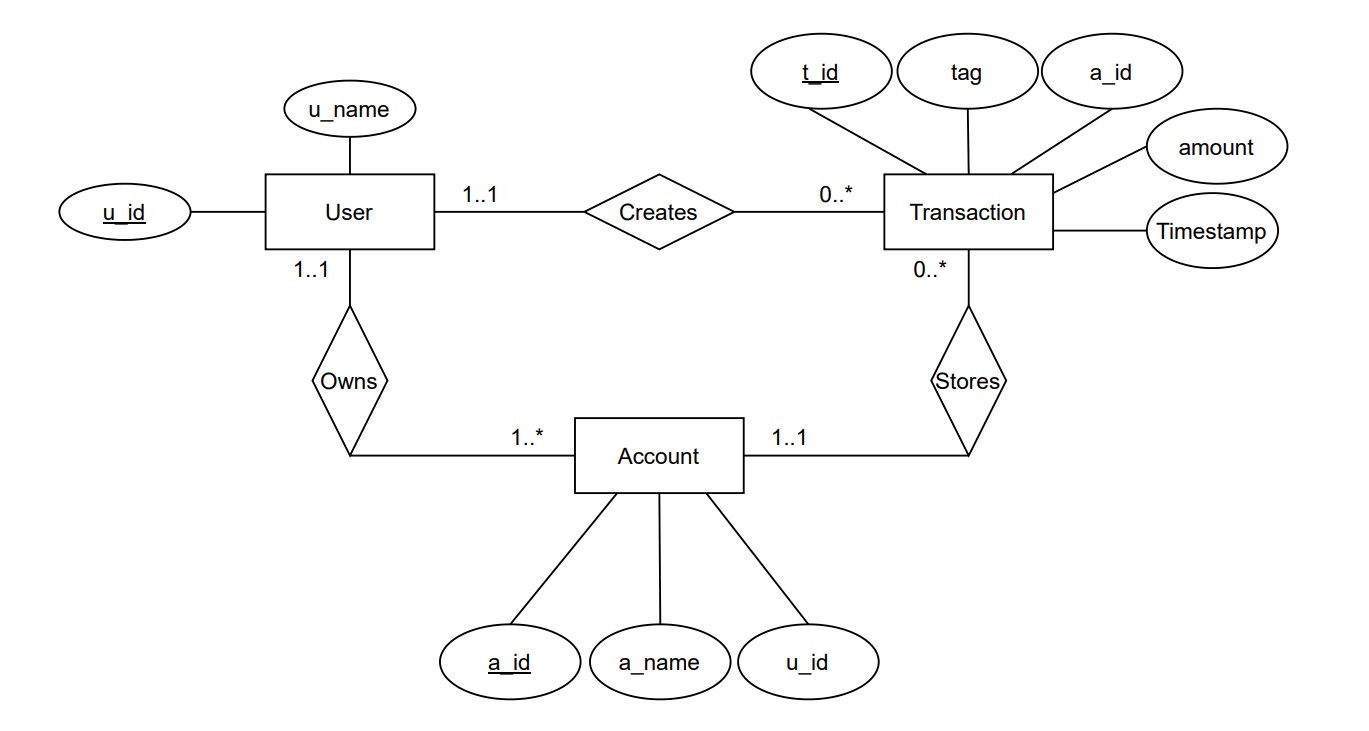 t_id
tag
a_id
u_name
amount
1..1
0..*
u_id
User
Creates
Transaction
Timestamp
1..1
0..*
Owns
Stores
1..*
1..1
Account
a_id
a_name
u_id